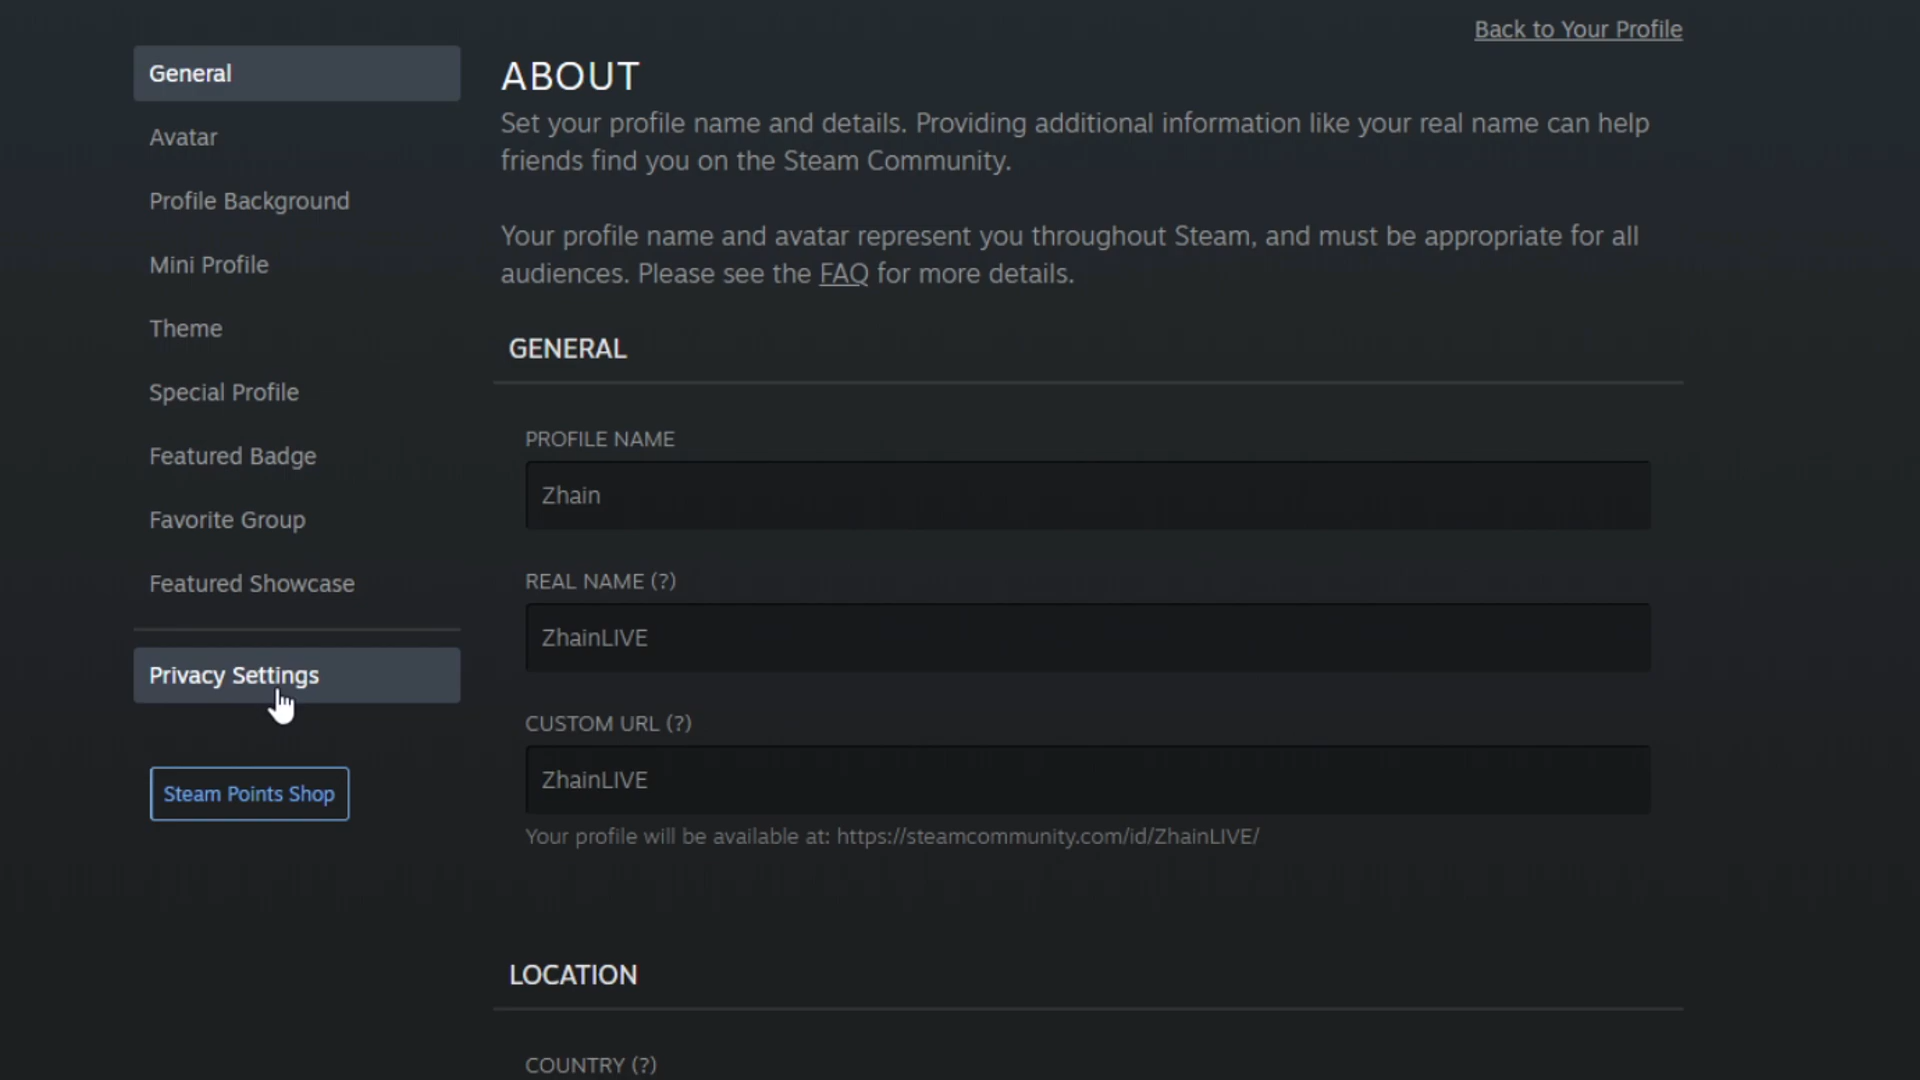 Back to Your Profile
General
Avatar
Profile Background
Mini Profile
Theme
Special Profile
Featured Badge
Favorite Group
Featured Showcase
Privacy Settings
Steam Points Shop
ABOUT
Set your profile name and details. Providing additional information like your real name can help
friends find you on the Steam Community.
Your profile name and avatar represent you throughout Steam, and must be appropriate for all
audiences. Please see the FAQ for more details.
GENERAL
PROFILE NAME
Zhain
REAL NAME (?)
ZhainLIVE
CUSTOM URL (?)
ZhainLIVE
Your profile will be available at: https://steamcommunity.com/id/ZhainLIVE/
LOCATION
COUNTRY (?)